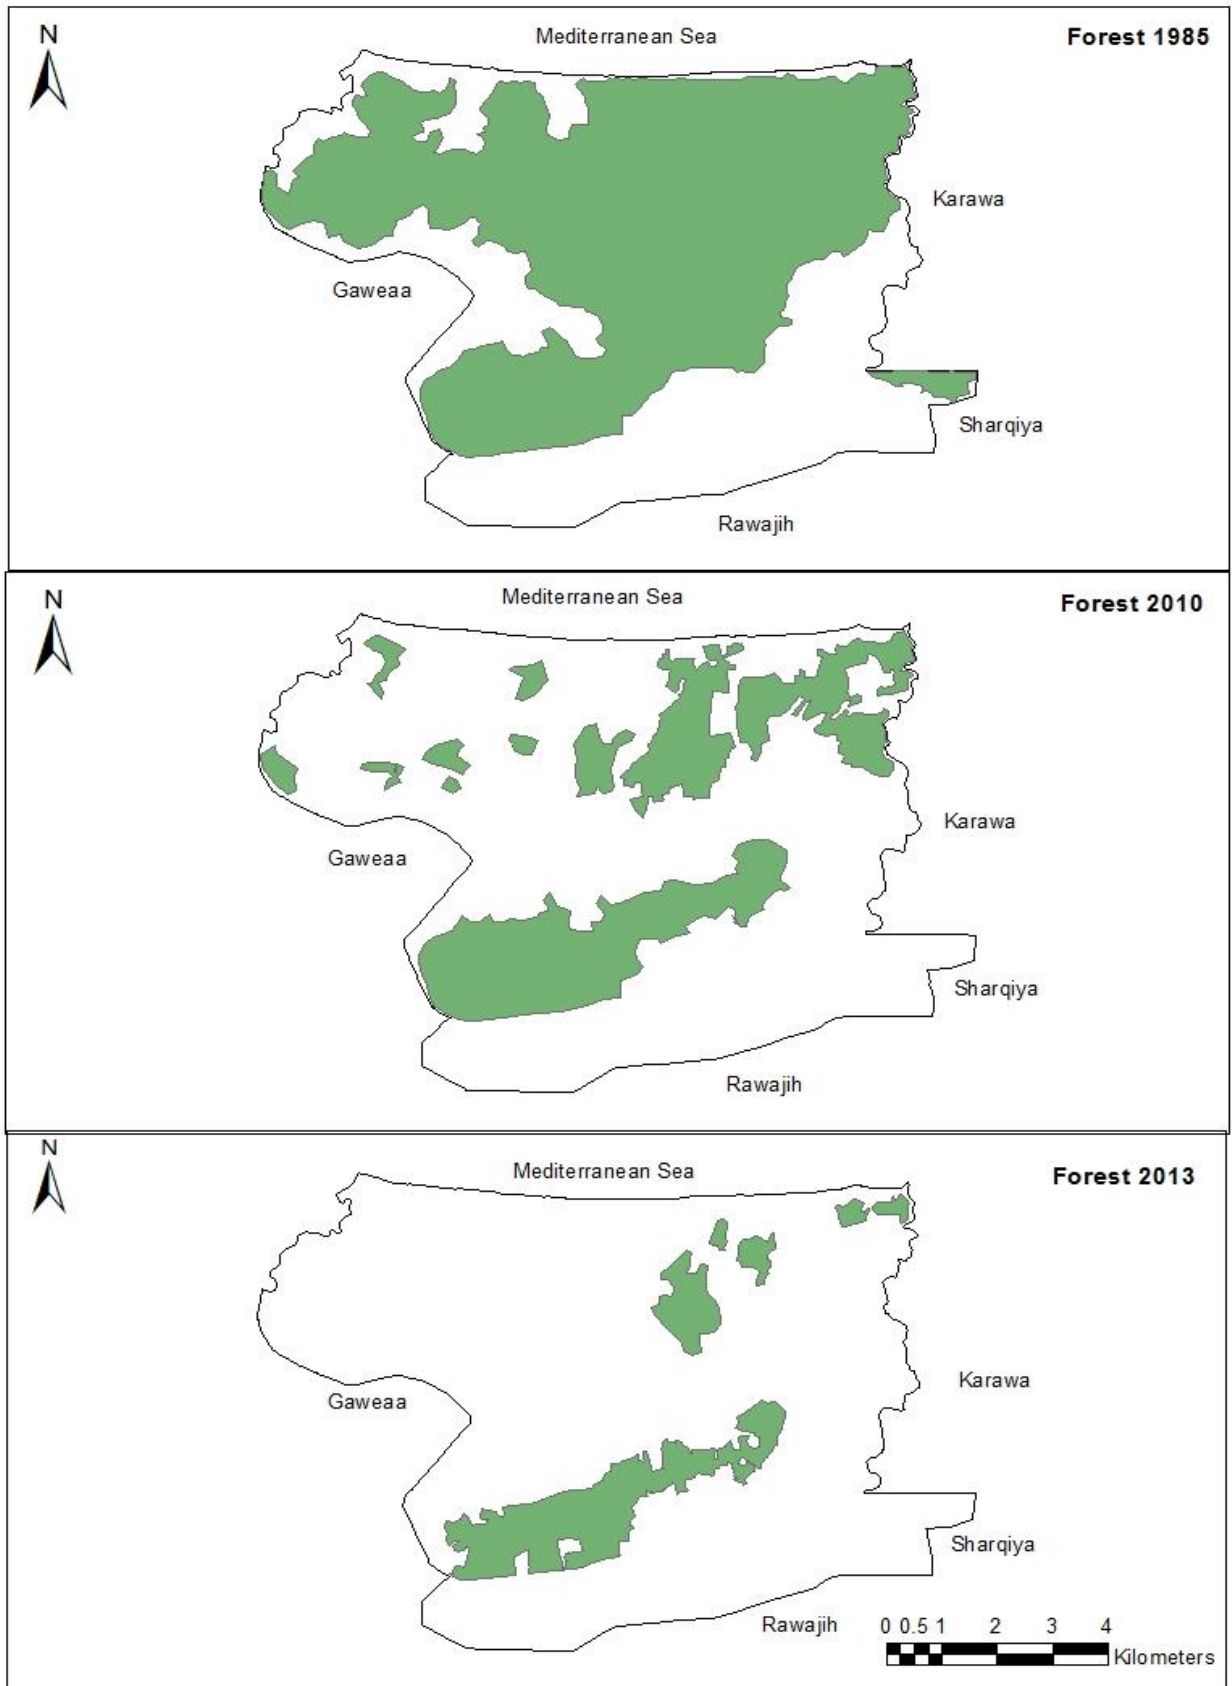 N
Mediterranean Sea
Forest 1985
Karawa
Gaweaa
Sharqiya
Rawajih
N
Mediterranean Sea
Forest 2010
Karawa
Gaweaa
Sharqiya
Rawajih
N
Mediterranean Sea
Forest 2013
Karawa
Gaweaa
Sharqiya
Rawajih
0 0.5 1 2 3 4
Kilometers